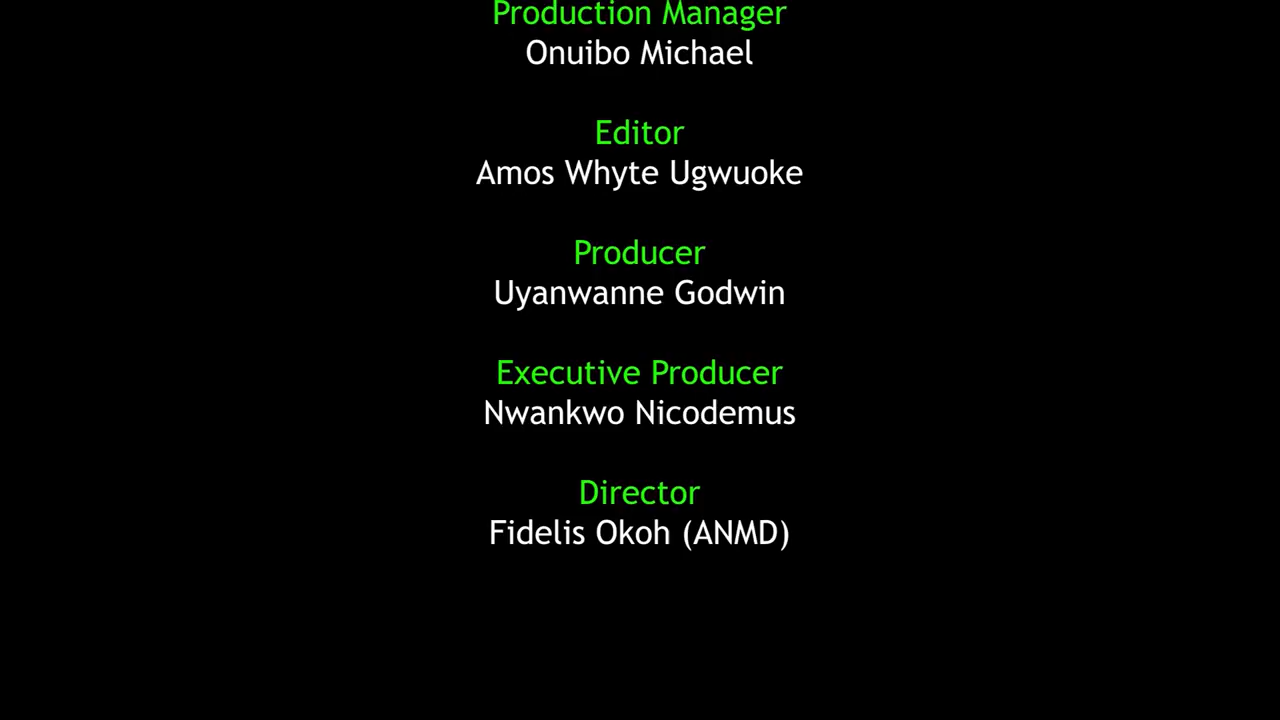 Production Manager
Onuibo Michael
Editor
Amos Whyte Ugwuoke
Producer
Uyanwanne Godwin
Executive Producer
Nwankwo Nicodemus
Director
Fidelis Okoh (ANMD)